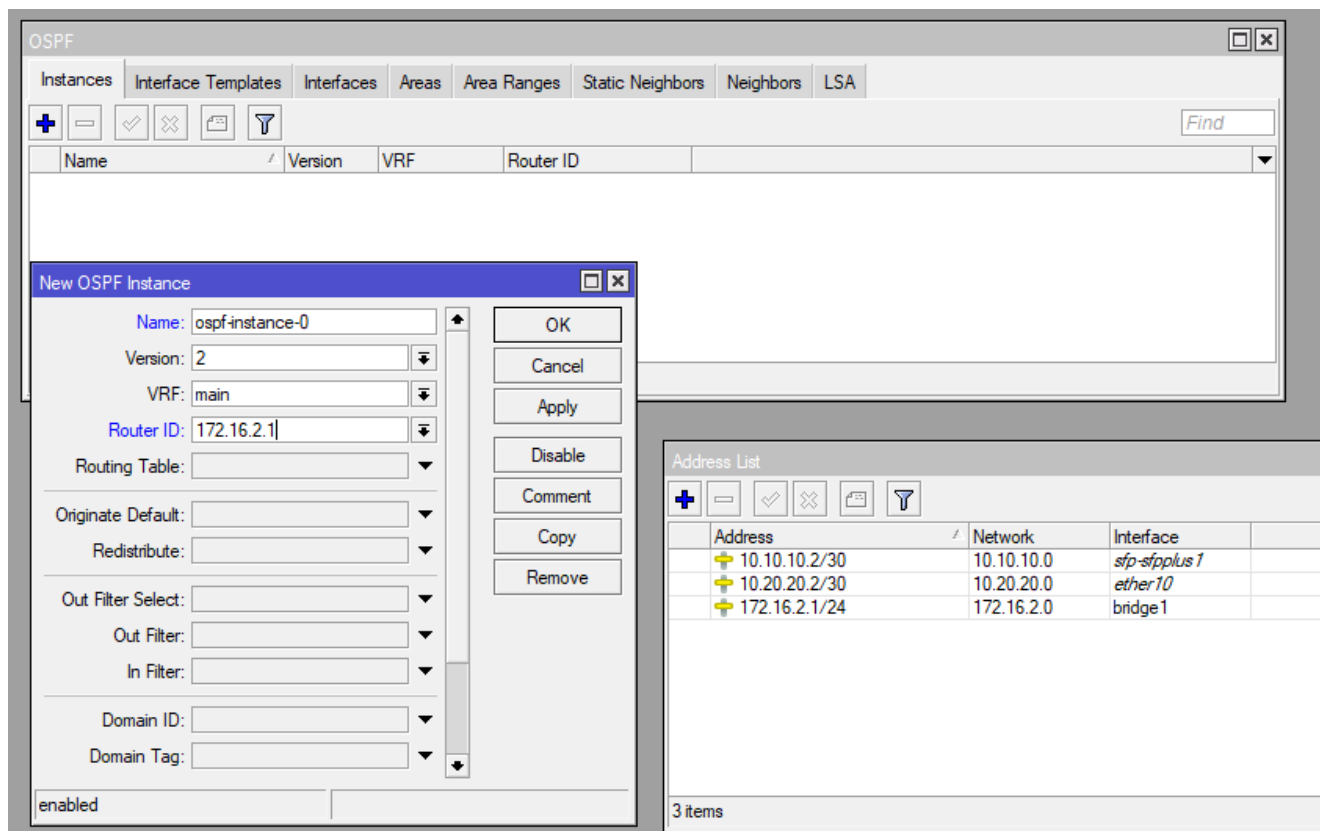 OSPF
Instances Interface Templates Interfaces Areas Area Ranges Static Neighbors Neighbors LSA
Find
Name Version VRF Router ID
New OSPF Instance
Name: ospf-instance-0
Version: 2
VRF: main
Router ID: 172.16.2.1
Routing Table:
Originate Default:
Redistribute:
Out Filter Select:
Out Filter:
In Filter:
Domain ID:
Domain Tag:
enabled
OK
Cancel
Apply
Disable
Comment
Copy
Remove
Address List
Address Network Interface
10.10.10.2/30 10.10.10.0 sfp-sfpplus1
10.20.20.2/30 10.20.20.0 ether10
172.16.2.1/24 172.16.2.0 bridge1
3 items